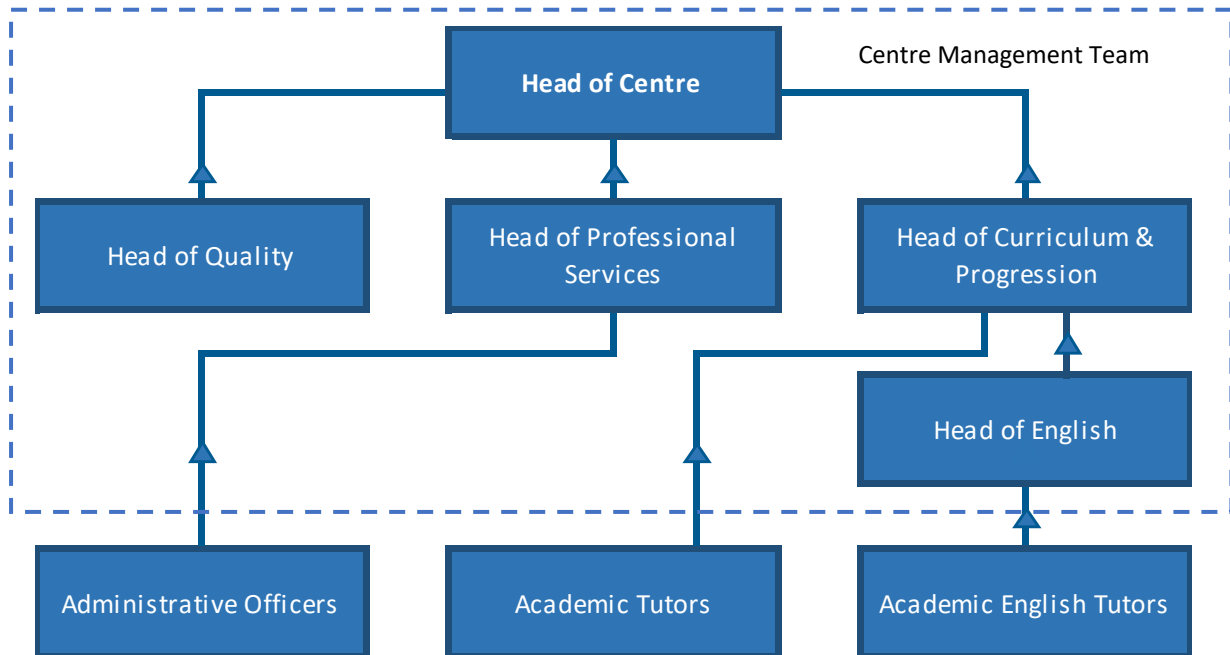 Centre Management Team
Head of Centre
Head of Quality
Head of Professional
Services
Head of Curriculum &
Progression
Head of English
Administrative Officers
Academic Tutors
Academic English Tutors